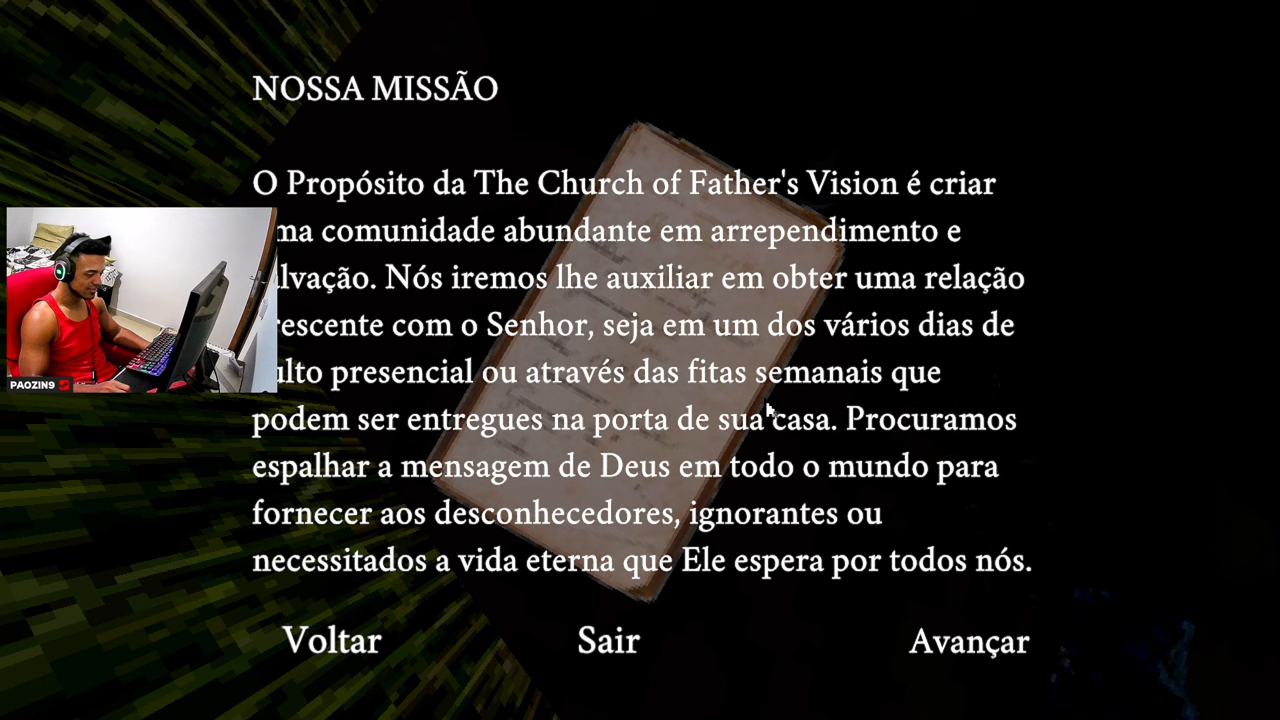 NOSSA MISSÃO
O Propósito da The Church of Father's Vision é criar
ma comunidade abundante em arrependimento e
lvação. Nós iremos lhe auxiliar em obter uma relação
rescente com o Senhor, seja em um dos vários dias de
ulto presencial ou através das fitas semanais que
podem ser entregues na porta de sua casa. Procuramos
espalhar a mensagem de Deus em todo o mundo para
fornecer aos desconhecedores, ignorantes ou
necessitados a vida eterna que Ele espera por todos nós.
PAOZIN9
Voltar Sair Avançar